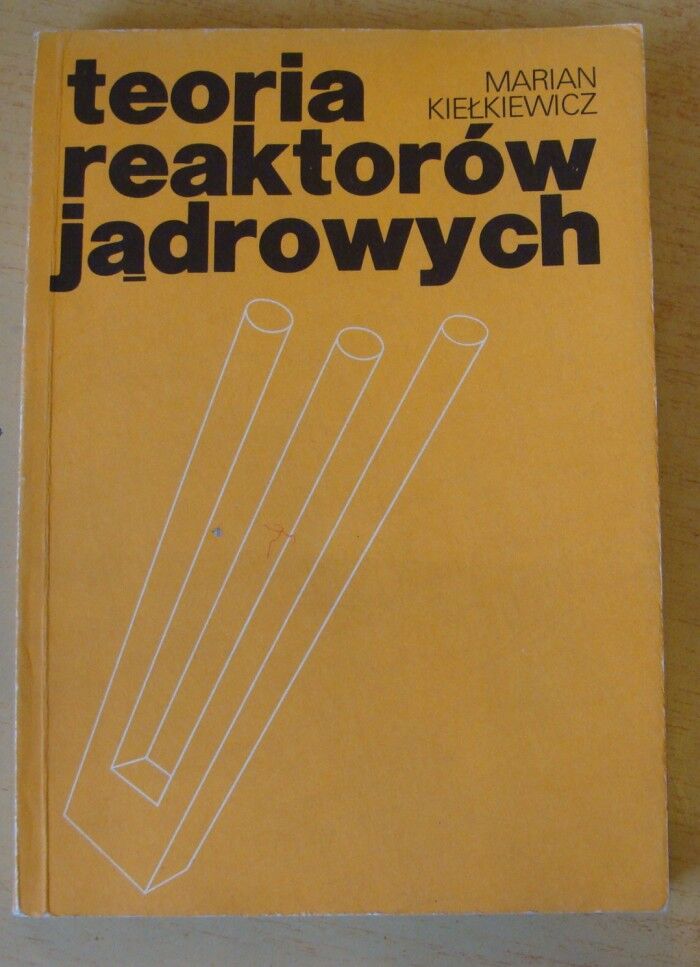 teoria
reaktorów
jądrowych
MARIAN
KIEŁKIEWICZ